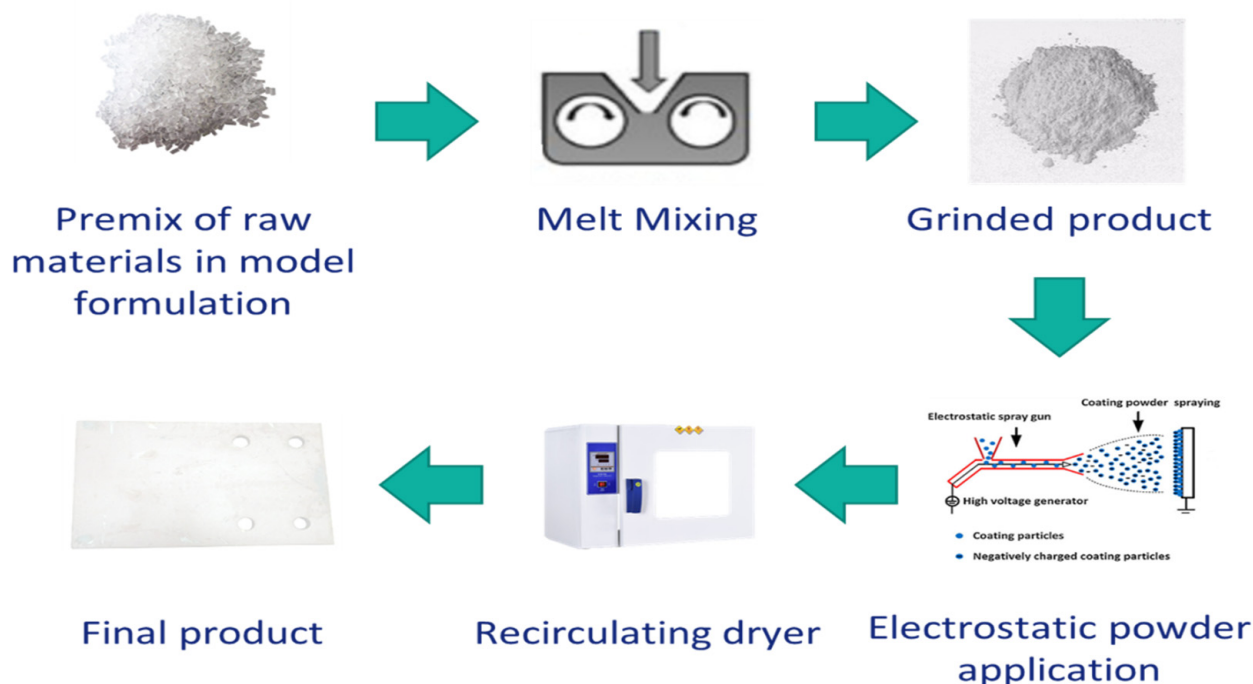 Premix of raw
materials in model
formulation
Melt Mixing
Grinded product
Coating powder spraying
Electrostatic spray gun
High voltage generator
Coating particles
Negatively charged coating particles
Final product
Recirculating dryer
Electrostatic powder
application